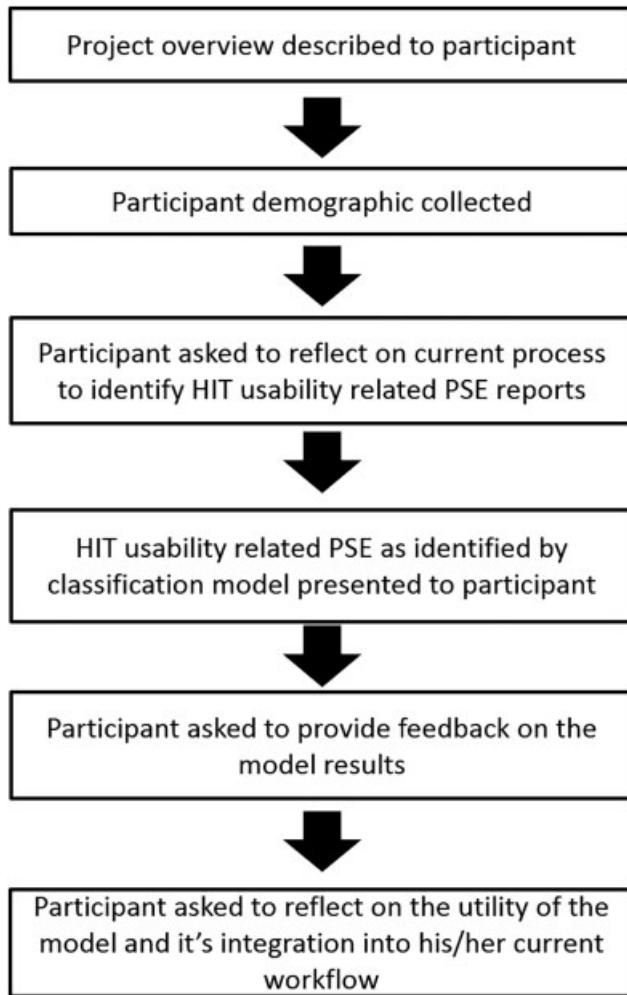 Project overview described to participant
Participant demographic collected
Participant asked to reflect on current process
to identify HIT usability related PSE reports
HIT usability related PSE as identified by
classification model presented to participant
Participant asked to provide feedback on the
model results
Participant asked to reflect on the utility of the
model and it's integration into his/her current
workflow